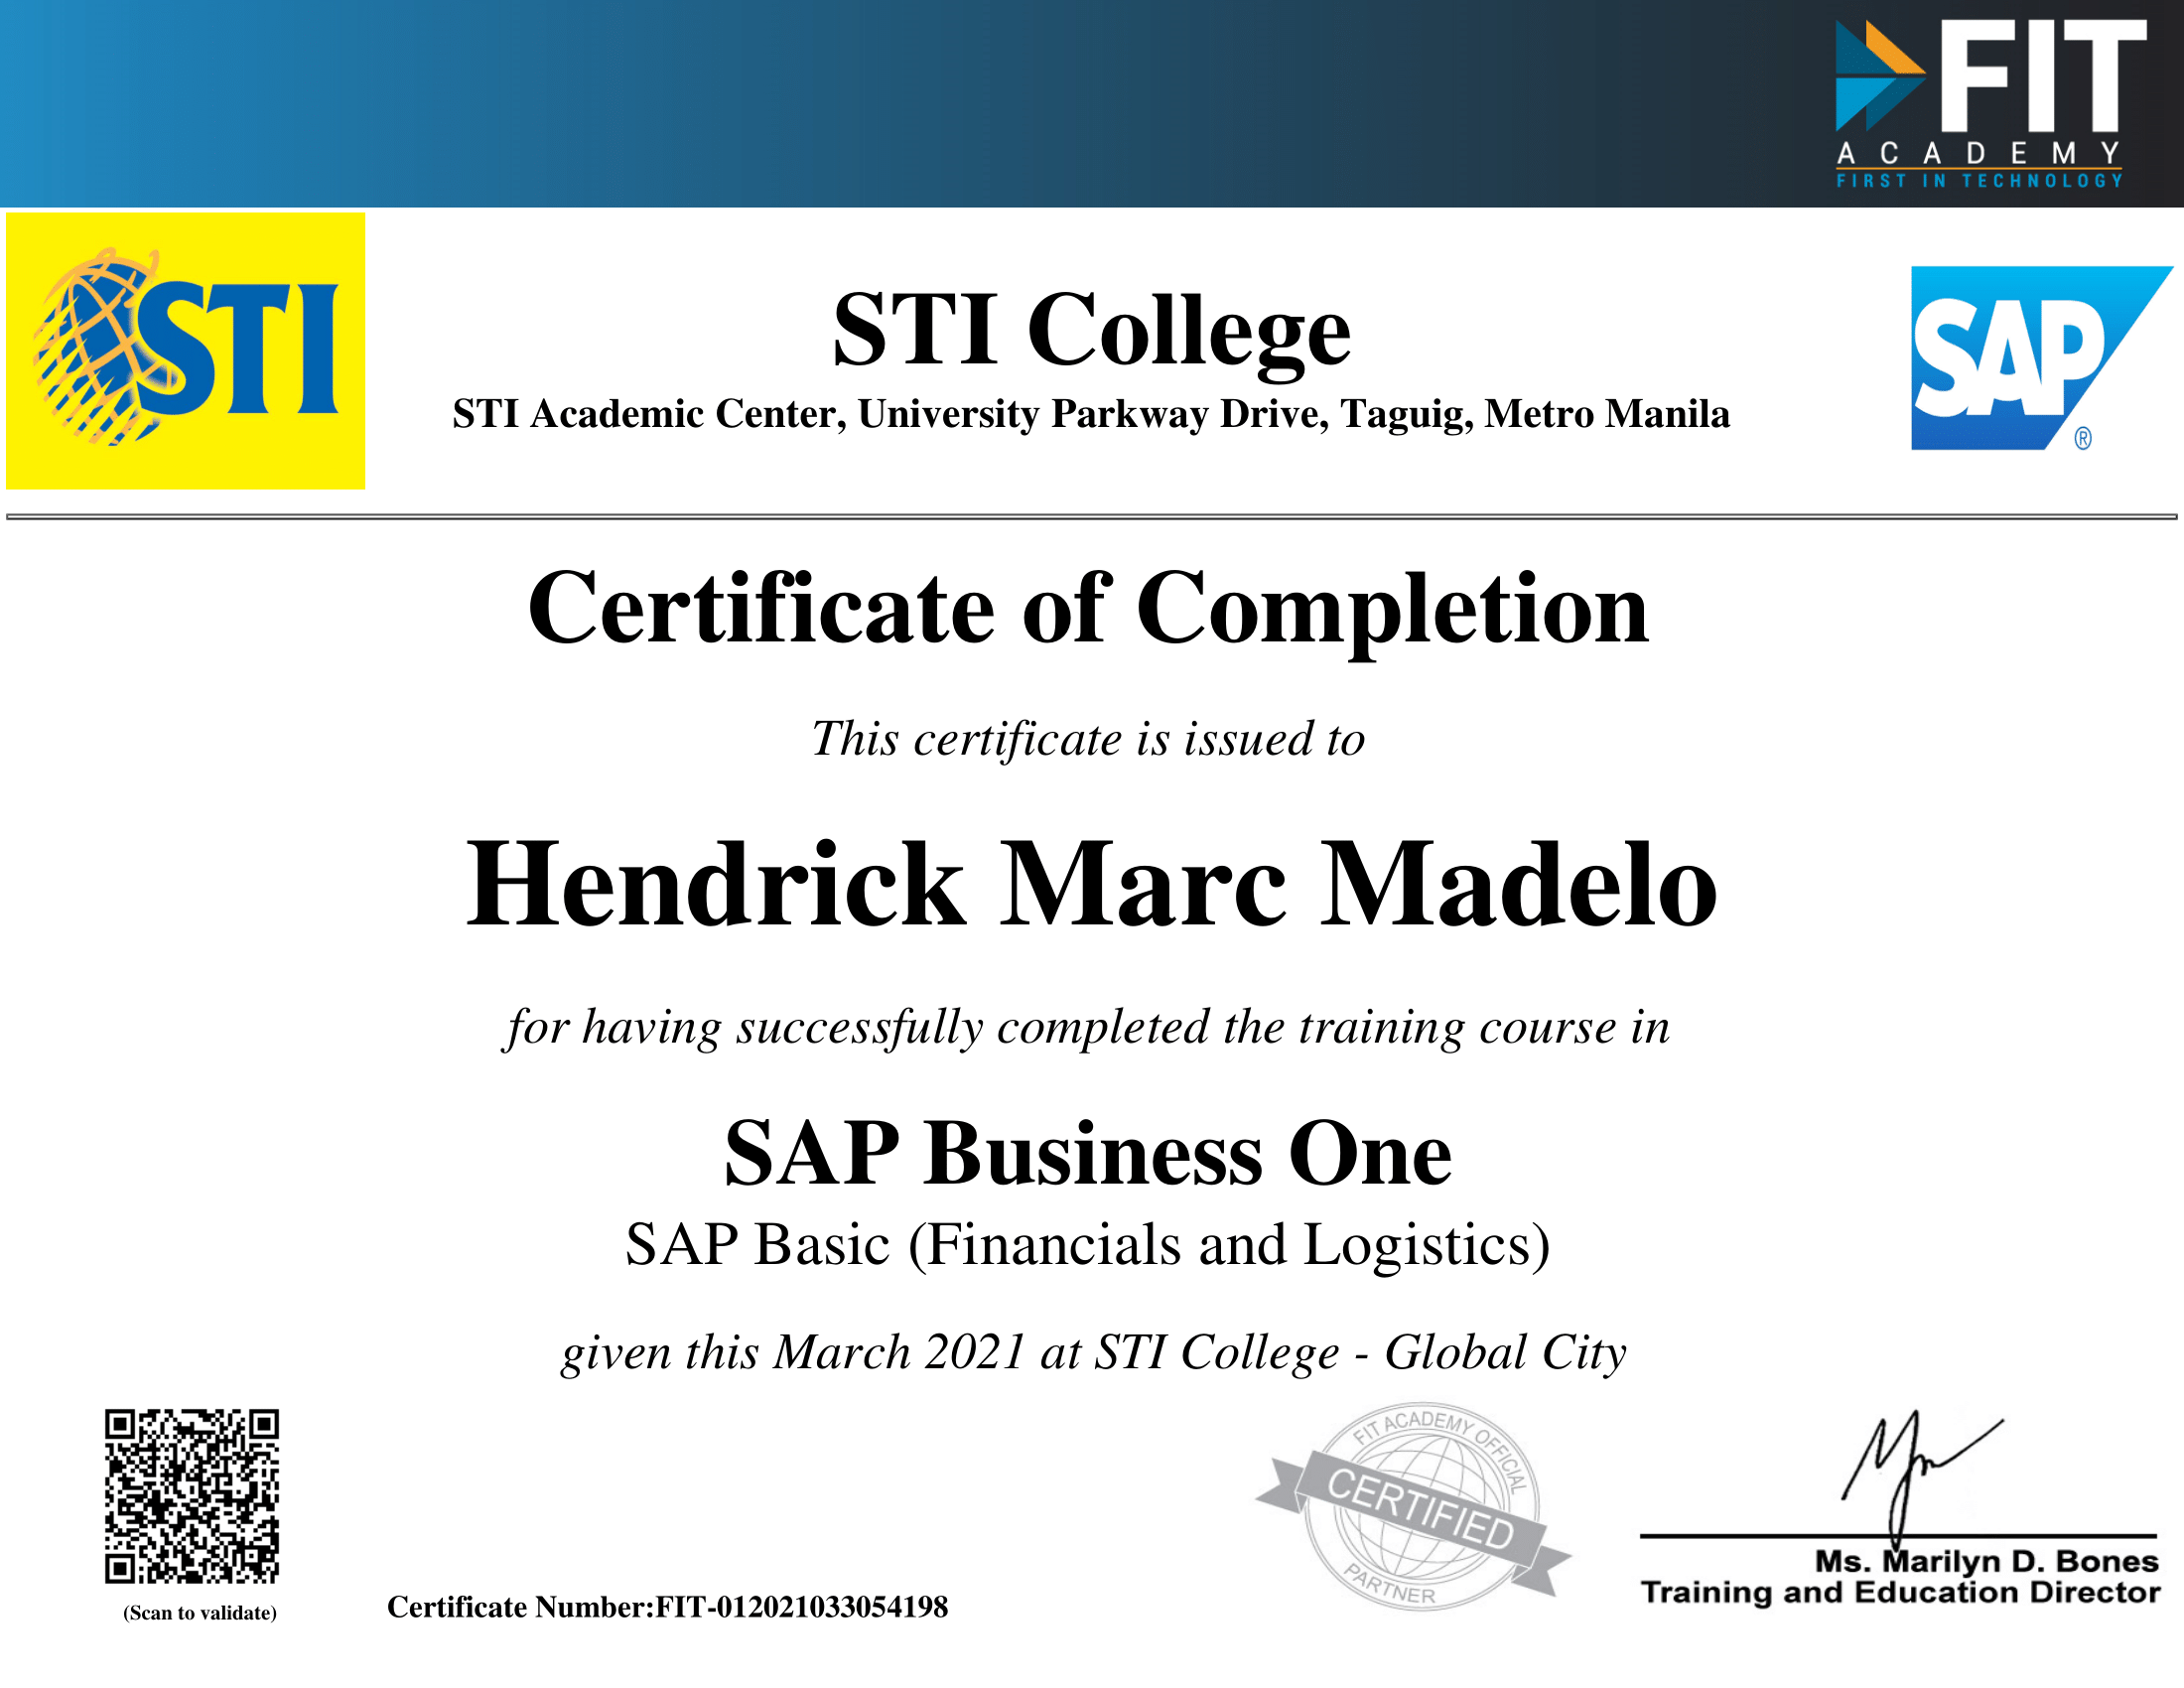 FIT
ACADEMY
FIRST IN TECHNOLOGY
STI
STI College
STI Academic Center, University Parkway Drive, Taguig, Metro Manila
SAP
®
Certificate of Completion
This certificate is issued to
Hendrick Marc Madelo
for having successfully completed the training course in
SAP Business One
SAP Basic (Financials and Logistics)
given this March 2021 at STI College - Global City
FIT ACADEMY OFFICIAL
CERTIFIED
PARTNER
Ms. Marilyn D. Bones
Training and Education Director
(Scan to validate)
Certificate Number:FIT-012021033054198